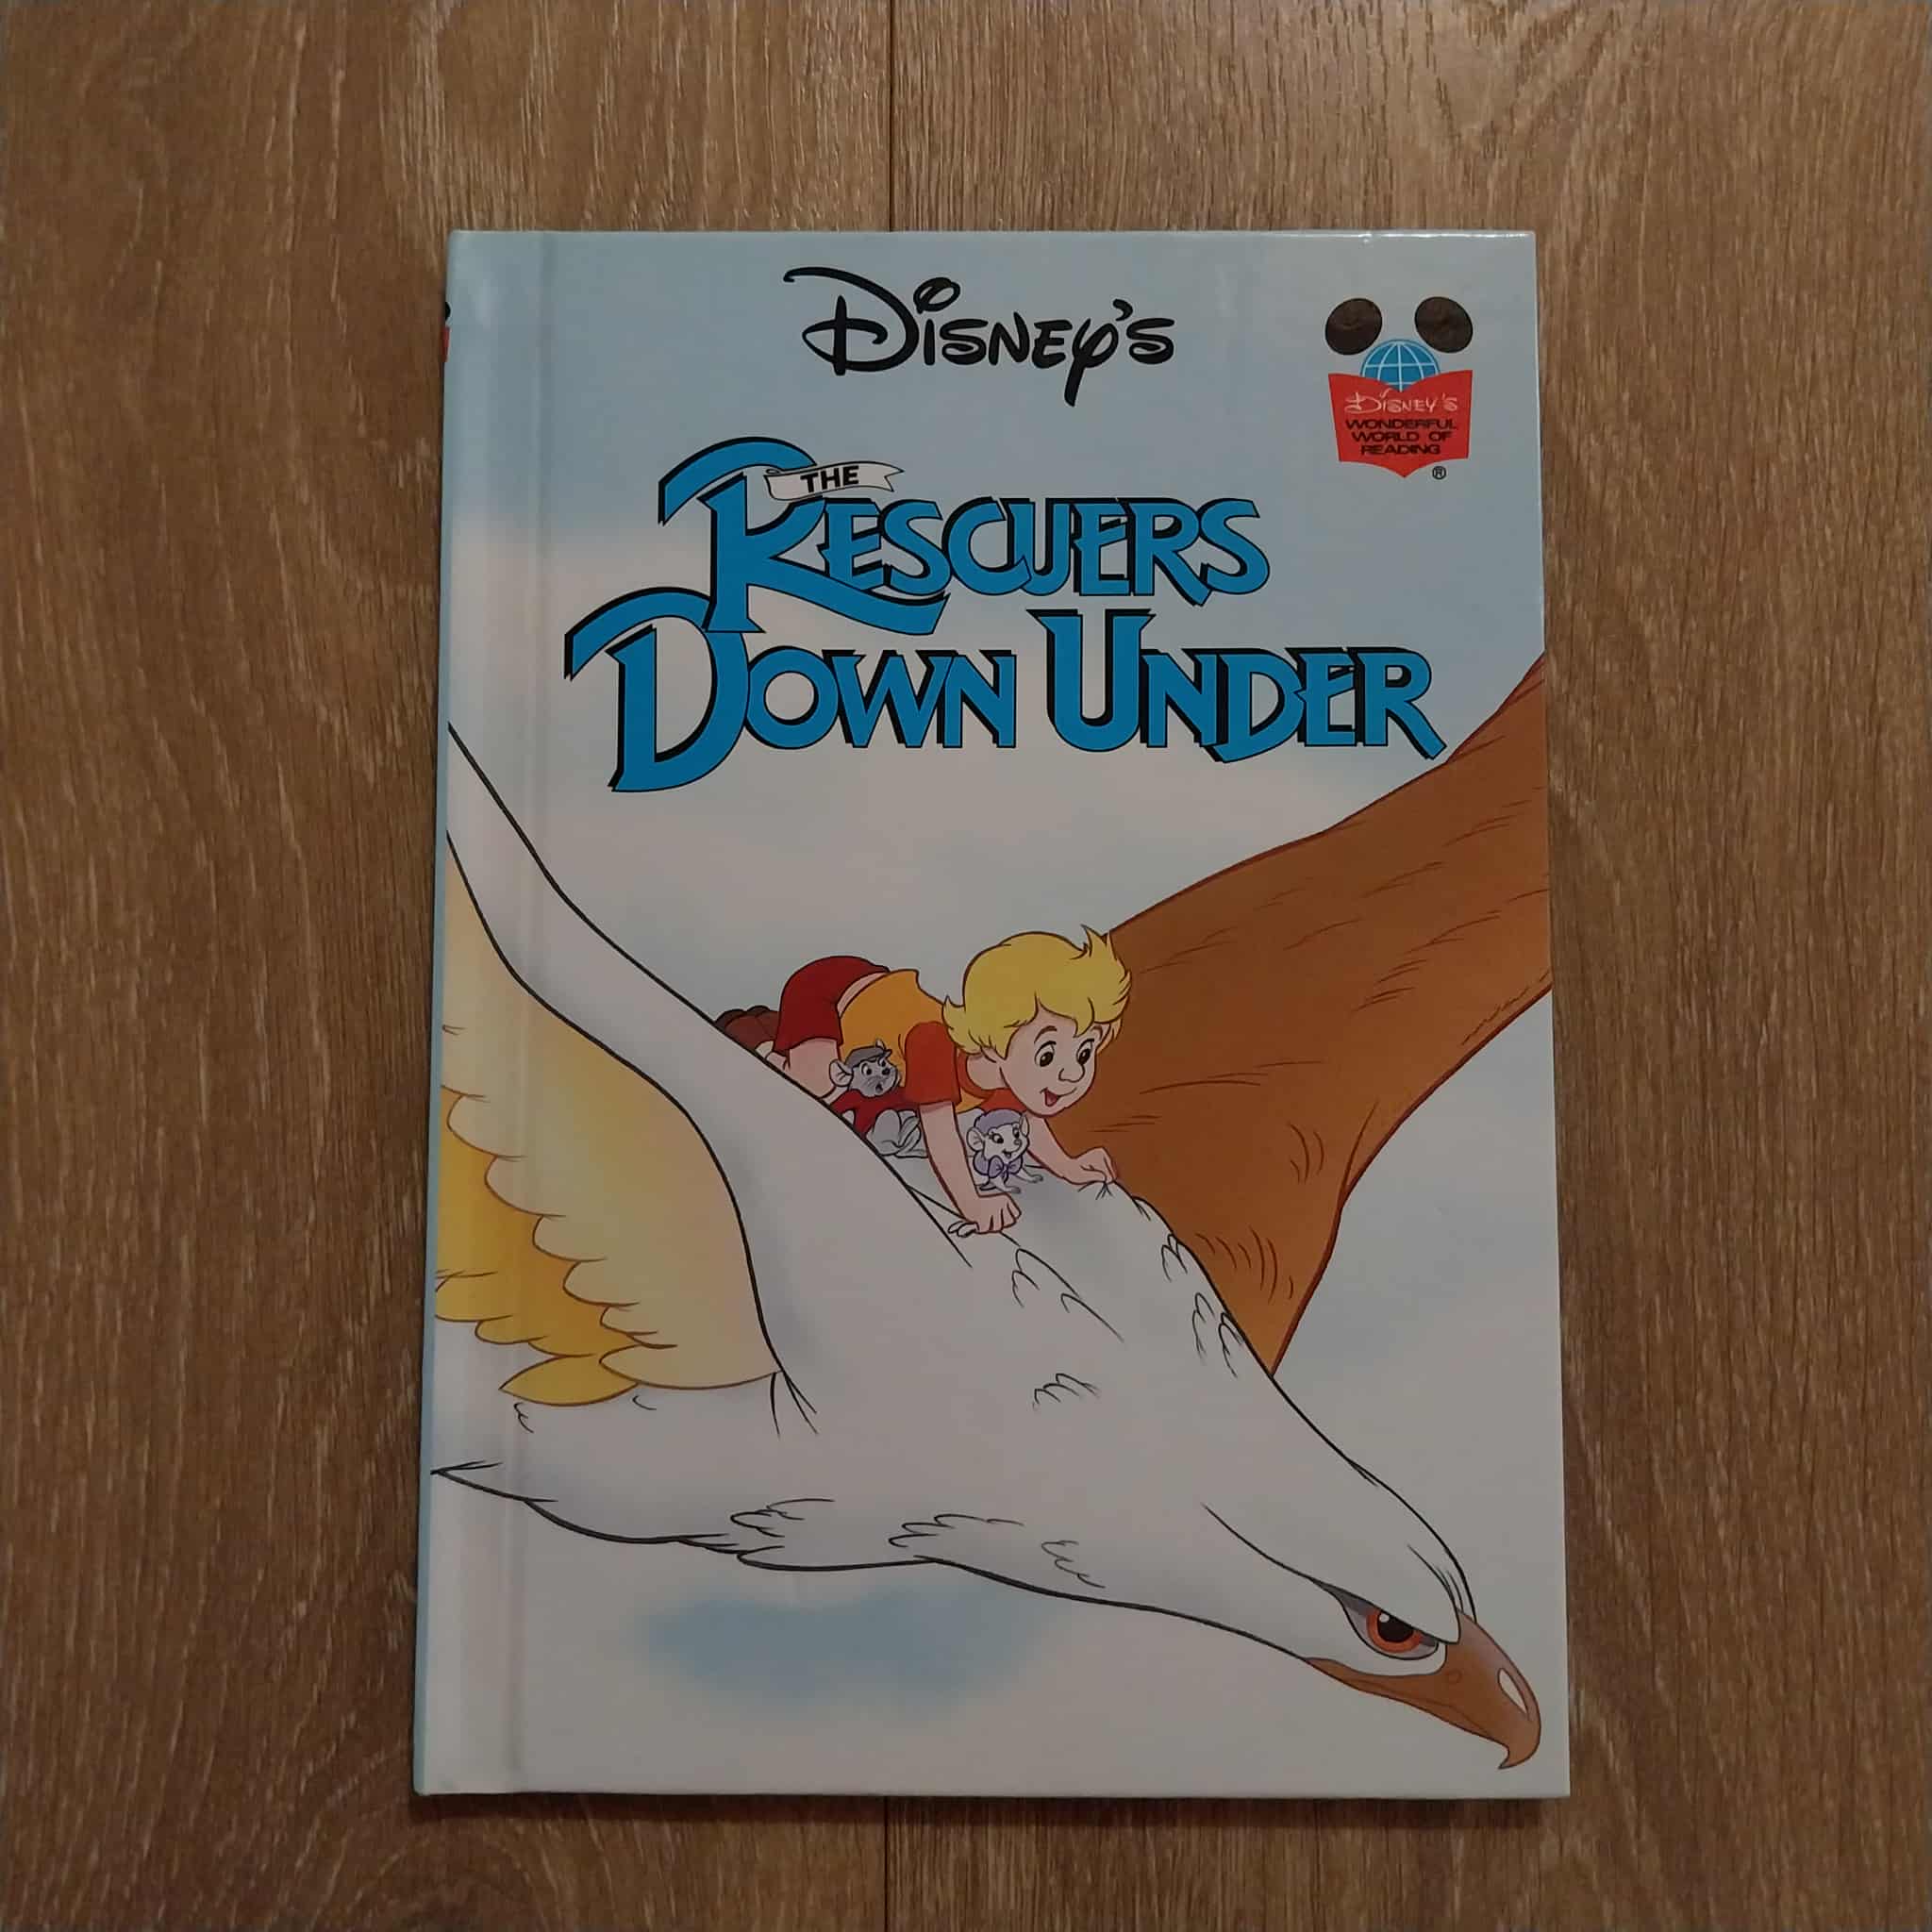 DISNEY'S
DISNEY'S
WONDERFUL
WORLD OF
READING
®
THE
RESCUERS
DOWN UNDER